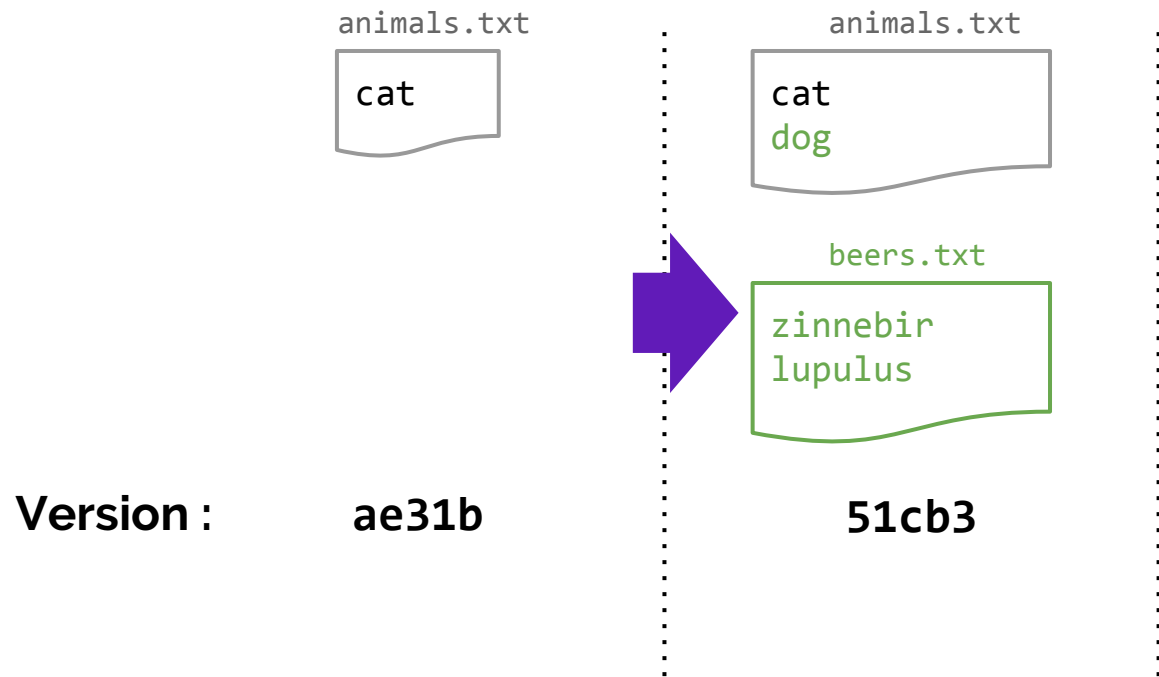 animals.txt
cat
animals.txt
cat
dog
beers.txt
zinnebir
lupulus
Version : ae31b 51cb3